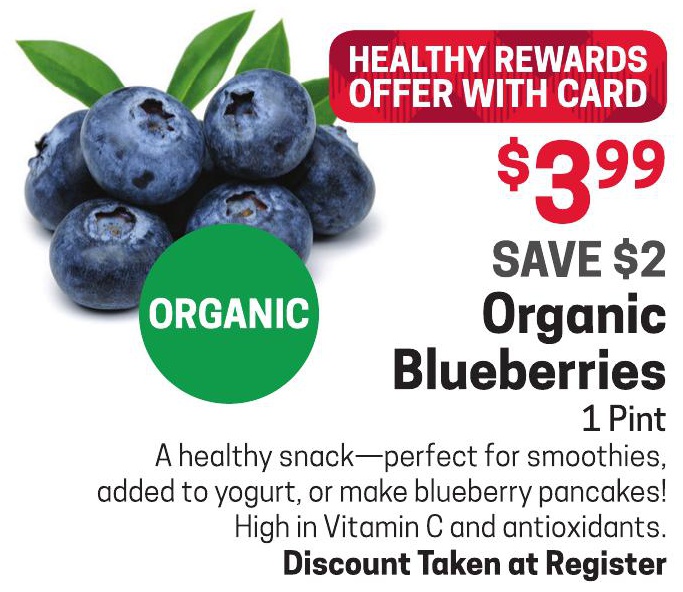 HEALTHY REWARDS
OFFER WITH CARD
$3.99
SAVE $2
ORGANIC
Organic
Blueberries
1 Pint
A healthy snack—perfect for smoothies,
added to yogurt, or make blueberry pancakes!
High in Vitamin C and antioxidants.
Discount Taken at Register